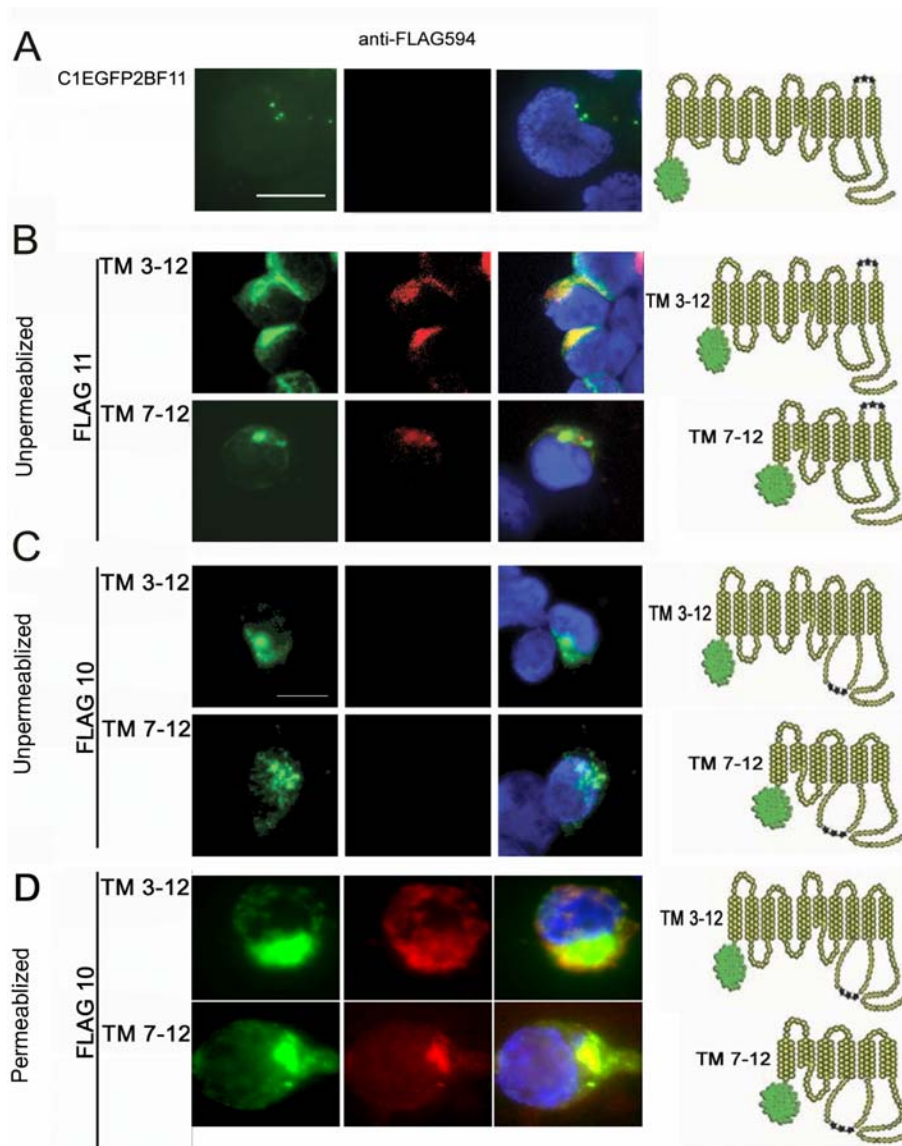 A
anti-FLAG594
C1EGFP2BF11
B
Unpermeablized
FLAG 11
TM 3-12
TM 3-12
TM 7-12
TM 7-12
C
Unpermeablized
FLAG 10
TM 3-12
TM 3-12
TM 7-12
TM 7-12
D
Permeablized
FLAG 10
TM 3-12
TM 3-12
TM 7-12
TM 7-12